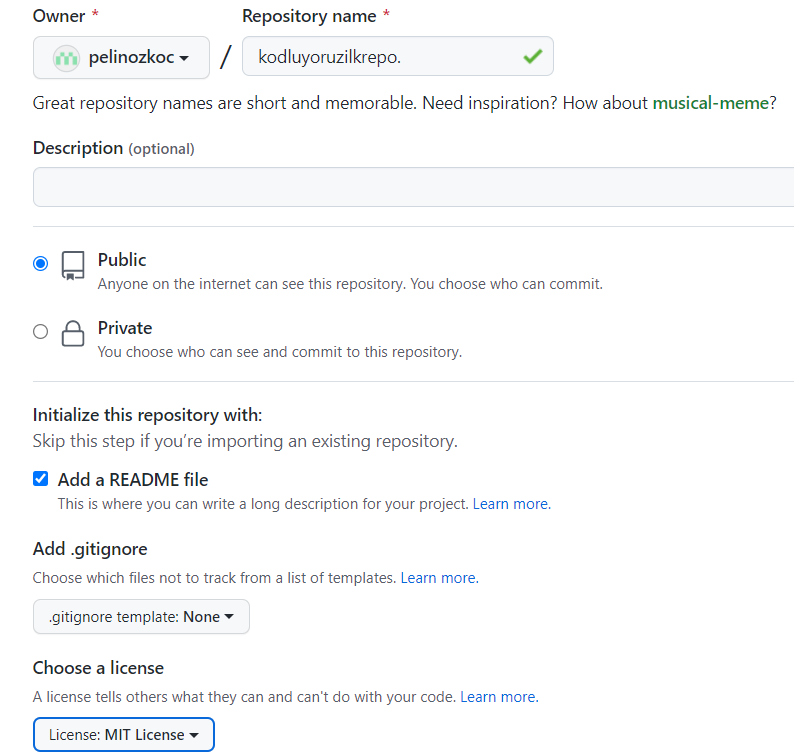 Owner * Repository name *
pelinozkoc / kodluyoruzilkrepo.
Great repository names are short and memorable. Need inspiration? How about musical-meme?
Description (optional)
Public
Anyone on the internet can see this repository. You choose who can commit.
Private
You choose who can see and commit to this repository.
Initialize this repository with:
Skip this step if you’re importing an existing repository.
Add a README file
This is where you can write a long description for your project. Learn more.
Add .gitignore
Choose which files not to track from a list of templates. Learn more.
.gitignore template: None
Choose a license
A license tells others what they can and can't do with your code. Learn more.
License: MIT License